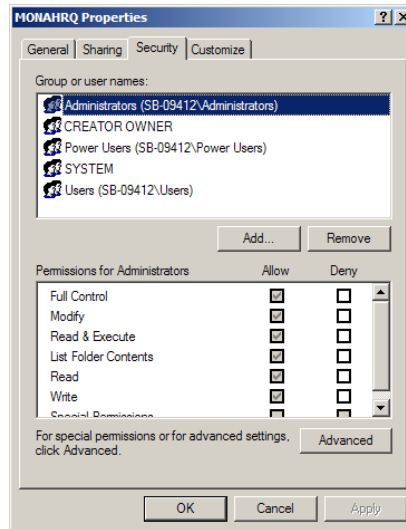 MONAHRQ Properties
General Sharing Security Customize
Group or user names:
Administrators (SB-09412\Administrators)
CREATOR OWNER
Power Users (SB-09412\Power Users)
SYSTEM
Users (SB-09412\Users)
Add... Remove
Permissions for Administrators Allow Deny
Full Control
Modify
Read & Execute
List Folder Contents
Read
Write
Special Permissions
For special permissions or for advanced settings,
click Advanced.
Advanced
OK Cancel Apply